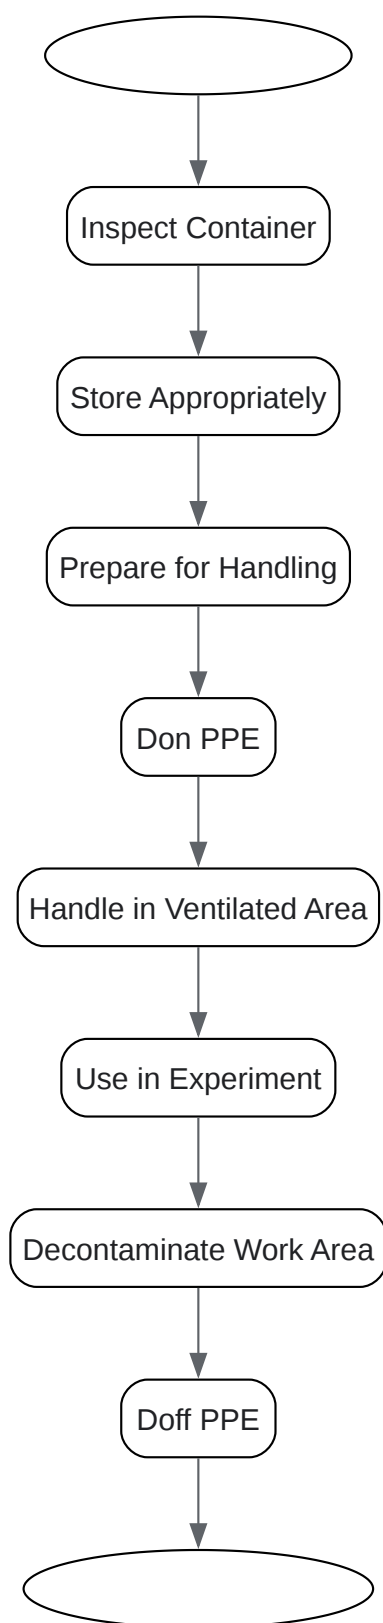 Inspect Container
Store Appropriately
Prepare for Handling
Don PPE
Handle in Ventilated Area
Use in Experiment
Decontaminate Work Area
Doff PPE